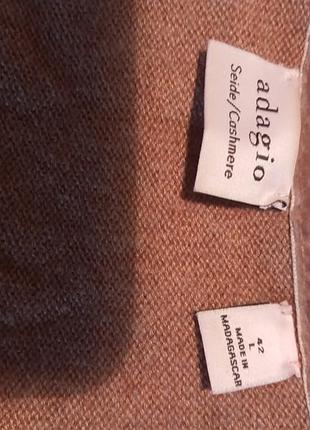 adagio
Seide/Cashmere
42
L
MADE IN
MADAGASCAR